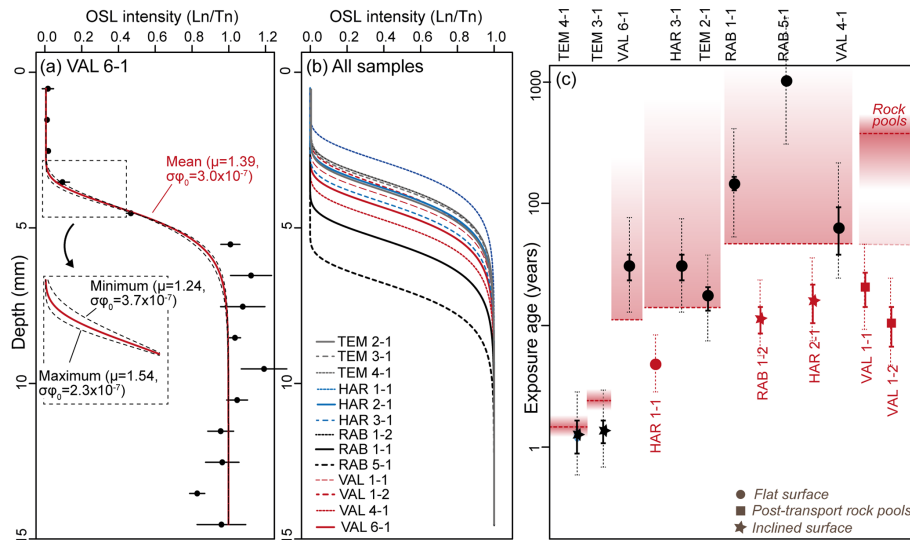 OSL intensity (Ln/Tn)
0.0 0.2 0.4 0.6 0.8 1.0 1.2
(a) VAL 6-1
Mean (μ=1.39,
σφ₀=3.0x10⁻⁷)
Minimum (μ=1.24,
σφ₀=3.7x10⁻⁷)
Maximum (μ=1.54,
σφ₀=2.3x10⁻⁷)
Depth (mm)
0
5
10
15
OSL intensity (Ln/Tn)
0.0 0.2 0.4 0.6 0.8 1.0
(b) All samples
0
5
10
15
TEM 2-1
TEM 3-1
TEM 4-1
HAR 1-1
HAR 2-1
HAR 3-1
RAB 1-2
RAB 1-1
RAB 5-1
VAL 1-1
VAL 1-2
VAL 4-1
VAL 6-1
TEM 4-1
TEM 3-1
VAL 6-1
HAR 3-1
TEM 2-1
RAB 1-1
RAB 5-1
VAL 4-1
(c)
Rock
pools
Exposure age (years)
1000
100
10
1
HAR 1-1
RAB 1-2
HAR 2-1
VAL 1-1
VAL 1-2
Flat surface
Post-transport rock pools
Inclined surface